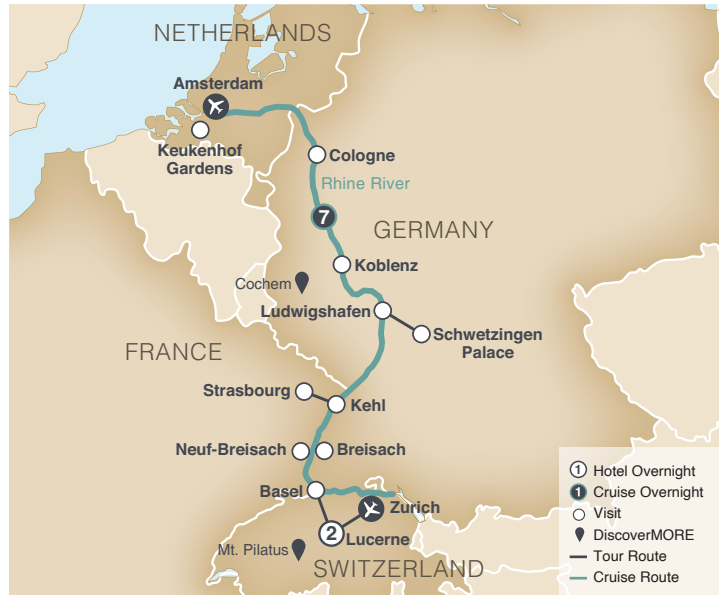 NETHERLANDS
Amsterdam
Keukenhof
Gardens
Cologne
Rhine River
7
GERMANY
Koblenz
Cochem
Ludwigshafen
Schwetzingen
Palace
FRANCE
Strasbourg
Kehl
Neuf-Breisach
Breisach
Basel
Zurich
2
Lucerne
Mt. Pilatus
SWITZERLAND
1 Hotel Overnight
1 Cruise Overnight
Visit
DiscoverMORE
Tour Route
Cruise Route